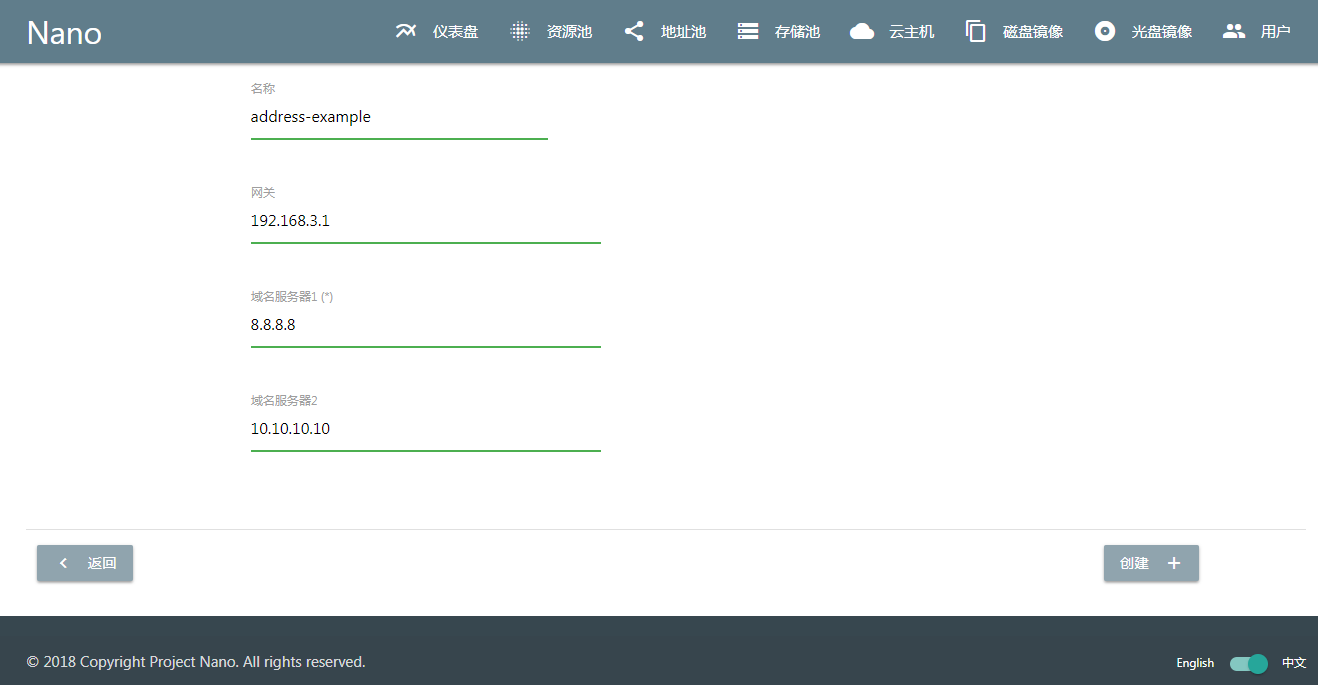 Nano 仪表盘 资源池 地址池 存储池 云主机 磁盘镜像 光盘镜像 用户
名称
address-example
网关
192.168.3.1
域名服务器1 (*)
8.8.8.8
域名服务器2
10.10.10.10
返回 创建
© 2018 Copyright Project Nano. All rights reserved. English 中文